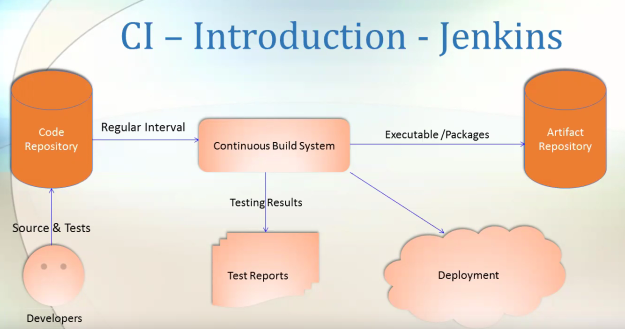 CI – Introduction - Jenkins
Code
Repository
Regular Interval
Continuous Build System
Executable /Packages
Artifact
Repository
Testing Results
Source & Tests
Test Reports
Deployment
Developers